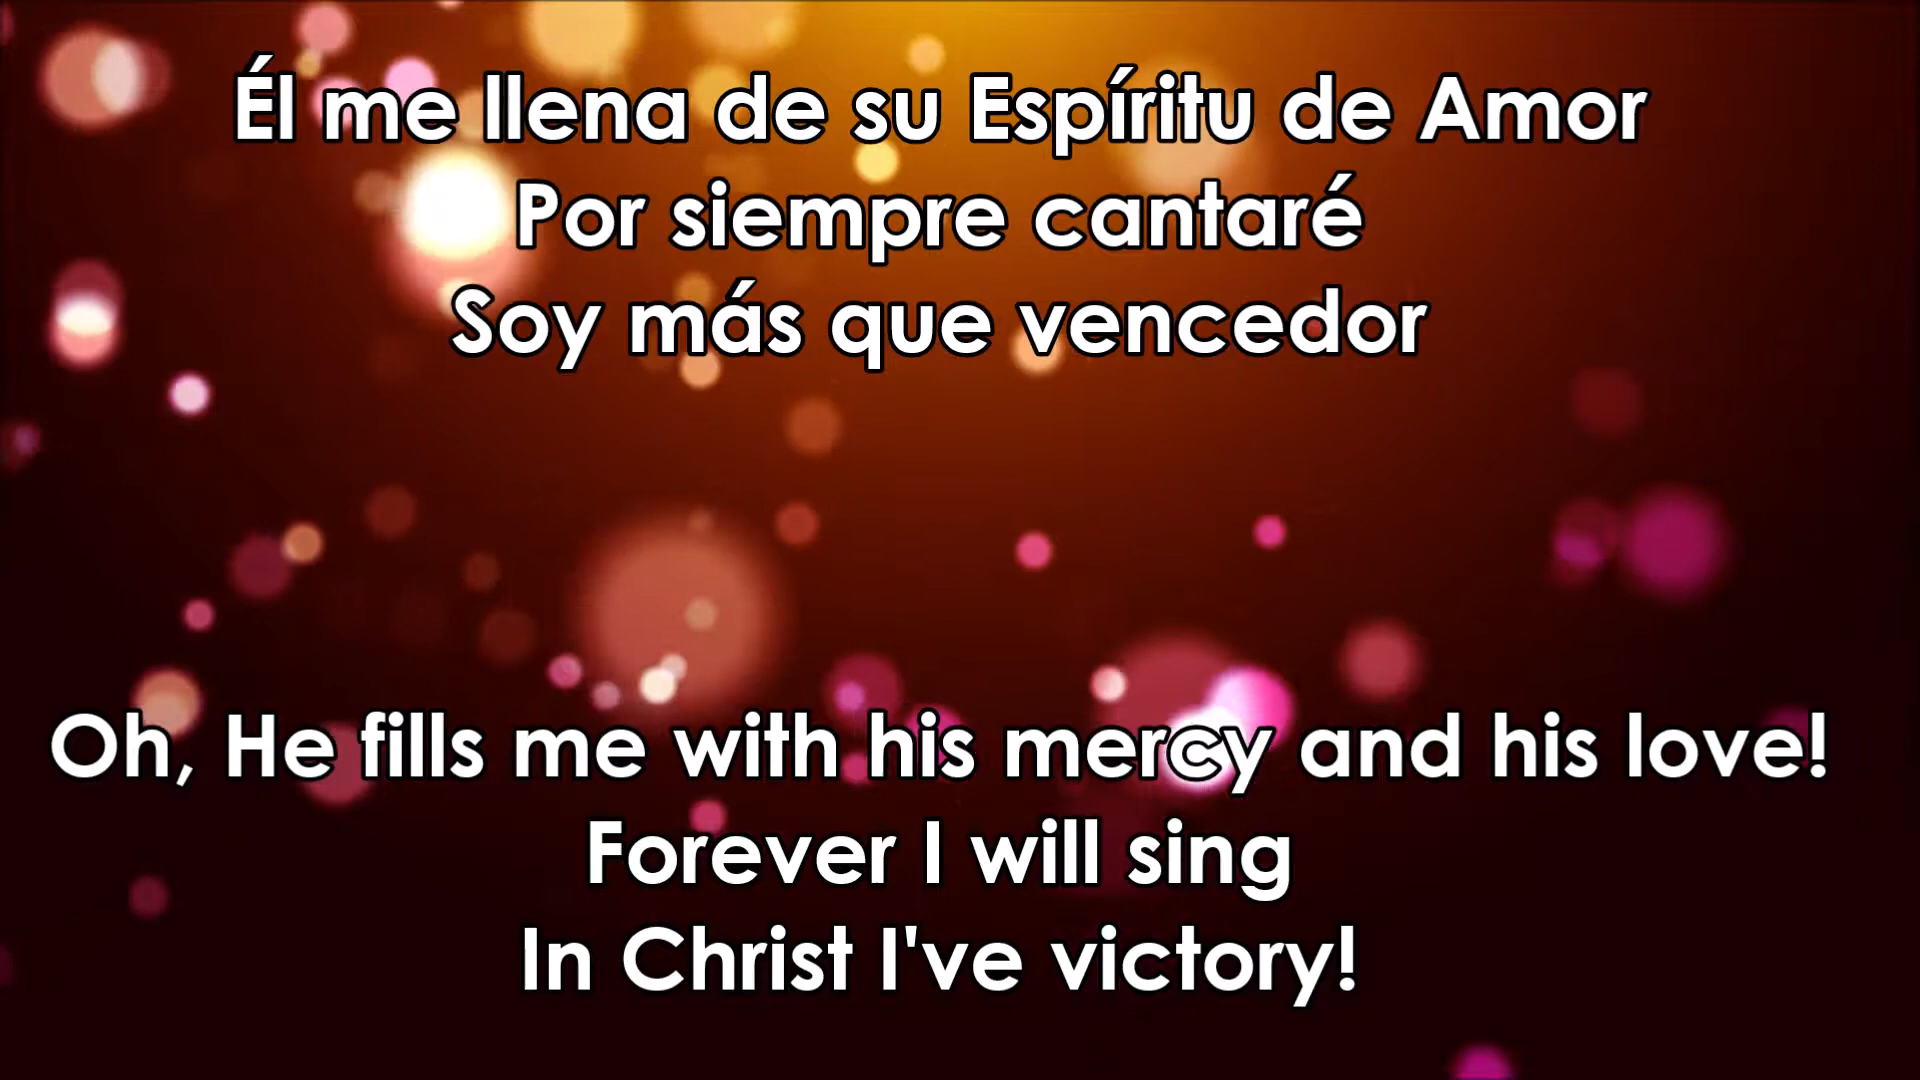 Él me llena de su Espíritu de Amor
Por siempre cantaré
Soy más que vencedor
Oh, He fills me with his mercy and his love!
Forever I will sing
In Christ I've victory!